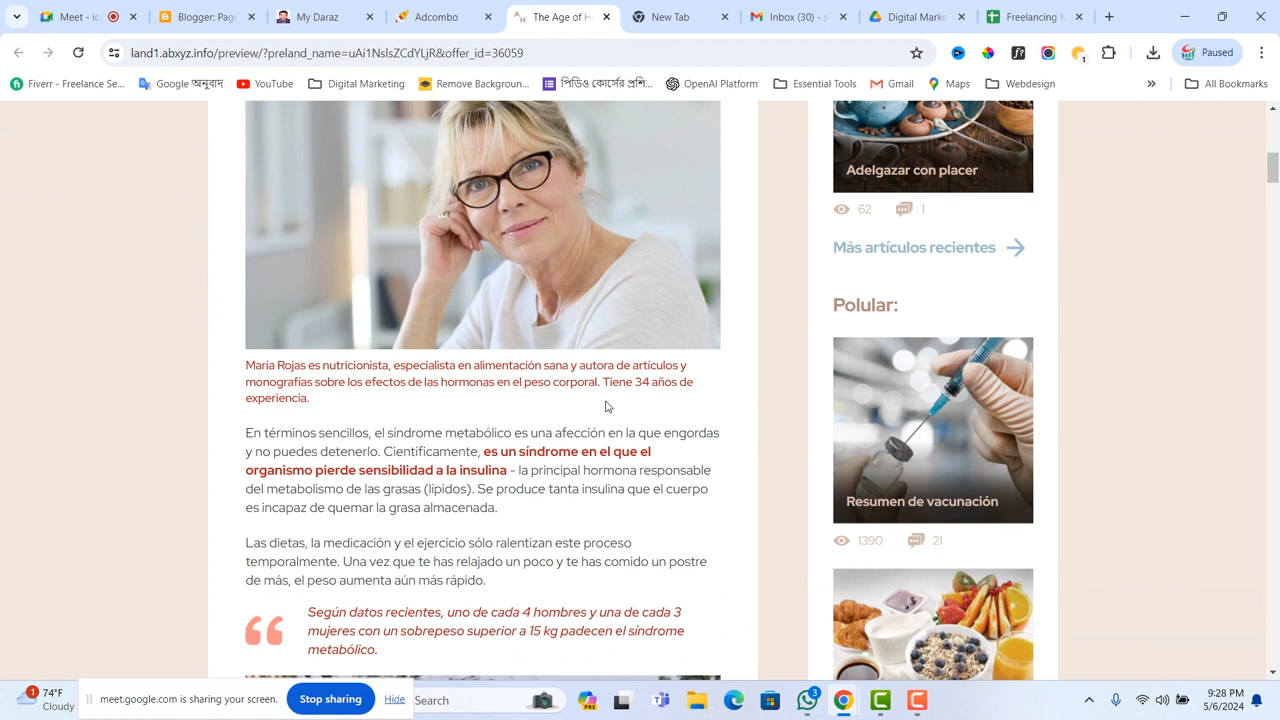 Meet -
Blogger: Pag
My Daraz
Adcombo
The Age of H
New Tab
Inbox (30) - s
Digital Marke
Freelancing M
land1.abxyz.info/preview/?preland_name=uAi1NslsZCdYLjR&offer_id=36059
1
Paused
Fiverr - Freelance Se...
Google অনুবাদ
YouTube
Digital Marketing
Remove Backgroun...
পিডিও কোর্সের প্রশি...
OpenAI Platform
Essential Tools
Gmail
Maps
Webdesign
»
All Bookmarks
Maria Rojas es nutricionista, especialista en alimentación sana y autora de artículos y
monografías sobre los efectos de las hormonas en el peso corporal. Tiene 34 años de
experiencia.
En términos sencillos, el síndrome metabólico es una afección en la que engordas
y no puedes detenerlo. Científicamente, es un síndrome en el que el
organismo pierde sensibilidad a la insulina - la principal hormona responsable
del metabolismo de las grasas (lípidos). Se produce tanta insulina que el cuerpo
es incapaz de quemar la grasa almacenada.
Las dietas, la medicación y el ejercicio sólo ralentizan este proceso
temporalmente. Una vez que te has relajado un poco y te has comido un postre
de más, el peso aumenta aún más rápido.
Según datos recientes, uno de cada 4 hombres y una de cada 3
mujeres con un sobrepeso superior a 15 kg padecen el síndrome
metabólico.
Adelgazar con placer
62 1
Más artículos recientes
Polular:
Resumen de vacunación
1390 21
1
74°F
Cloudy
meet.google.com is sharing your screen.
Stop sharing
Hide
Search
PRE
3
9:28 PM
5/6/2024